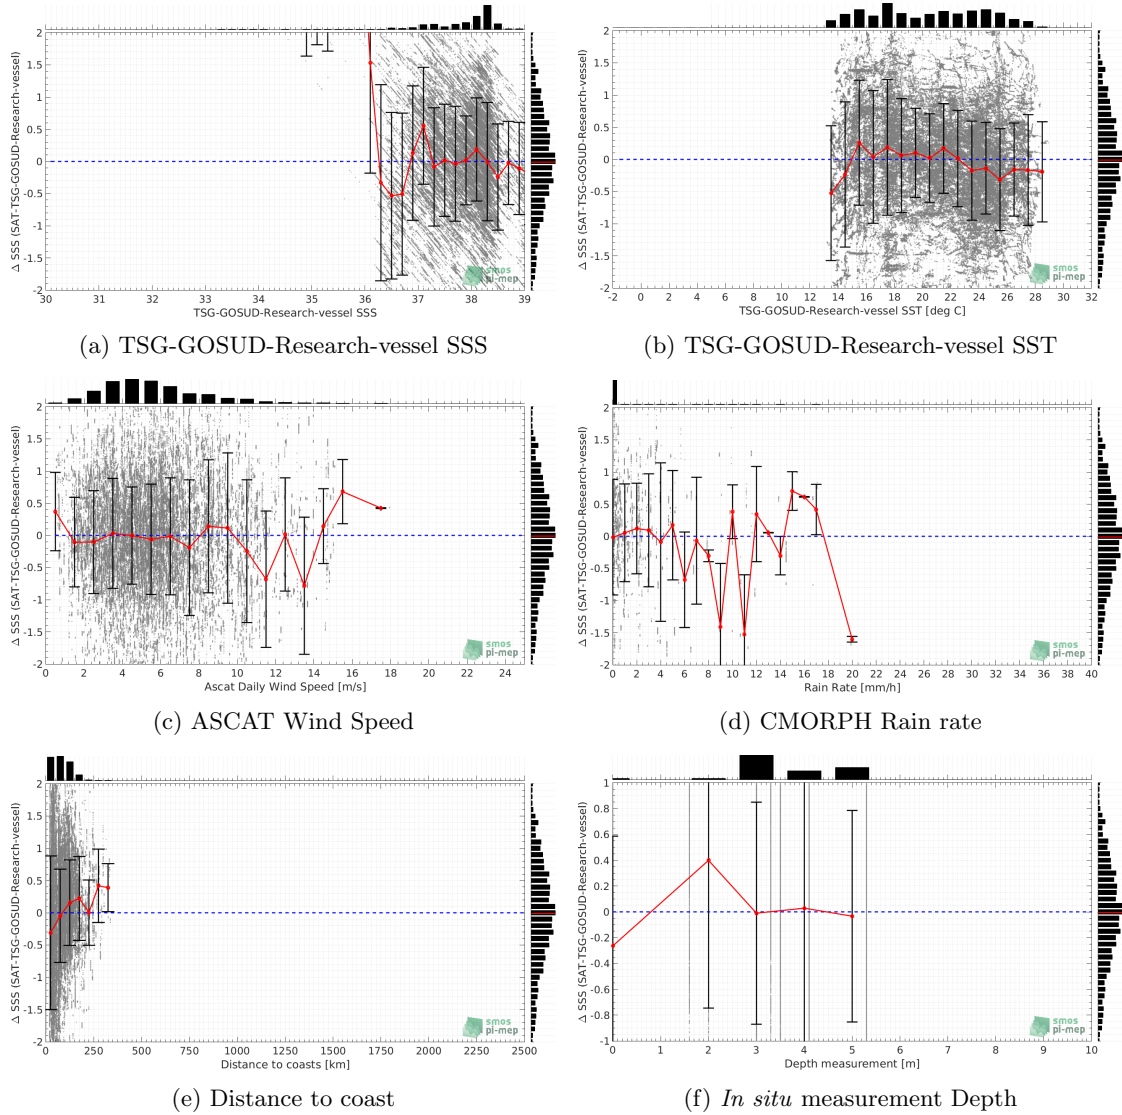 2
1.5
1
0.5
0
-0.5
-1
-1.5
-2
Δ SSS (SAT-TSG-GOSUD-Research-vessel)
30 31 32 33 34 35 36 37 38 39
TSG-GOSUD-Research-vessel SSS
smos
pi-mep
(a) TSG-GOSUD-Research-vessel SSS
2
1.5
1
0.5
0
-0.5
-1
-1.5
-2
Δ SSS (SAT-TSG-GOSUD-Research-vessel)
-2 0 2 4 6 8 10 12 14 16 18 20 22 24 26 28 30 32
TSG-GOSUD-Research-vessel SST [deg C]
smos
pi-mep
(b) TSG-GOSUD-Research-vessel SST
2
1.5
1
0.5
0
-0.5
-1
-1.5
-2
Δ SSS (SAT-TSG-GOSUD-Research-vessel)
0 2 4 6 8 10 12 14 16 18 20 22 24
Ascat Daily Wind Speed [m/s]
smos
pi-mep
(c) ASCAT Wind Speed
2
1.5
1
0.5
0
-0.5
-1
-1.5
-2
Δ SSS (SAT-TSG-GOSUD-Research-vessel)
0 2 4 6 8 10 12 14 16 18 20 22 24 26 28 30 32 34 36 38 40
Rain Rate [mm/h]
smos
pi-mep
(d) CMORPH Rain rate
2
1.5
1
0.5
0
-0.5
-1
-1.5
-2
Δ SSS (SAT-TSG-GOSUD-Research-vessel)
0 250 500 750 1000 1250 1500 1750 2000 2250 2500
Distance to coasts [km]
smos
pi-mep
(e) Distance to coast
1
0.8
0.6
0.4
0.2
0
-0.2
-0.4
-0.6
-0.8
-1
Δ SSS (SAT-TSG-GOSUD-Research-vessel)
0 1 2 3 4 5 6 7 8 9 10
Depth measurement [m]
smos
pi-mep
(f) In situ measurement Depth